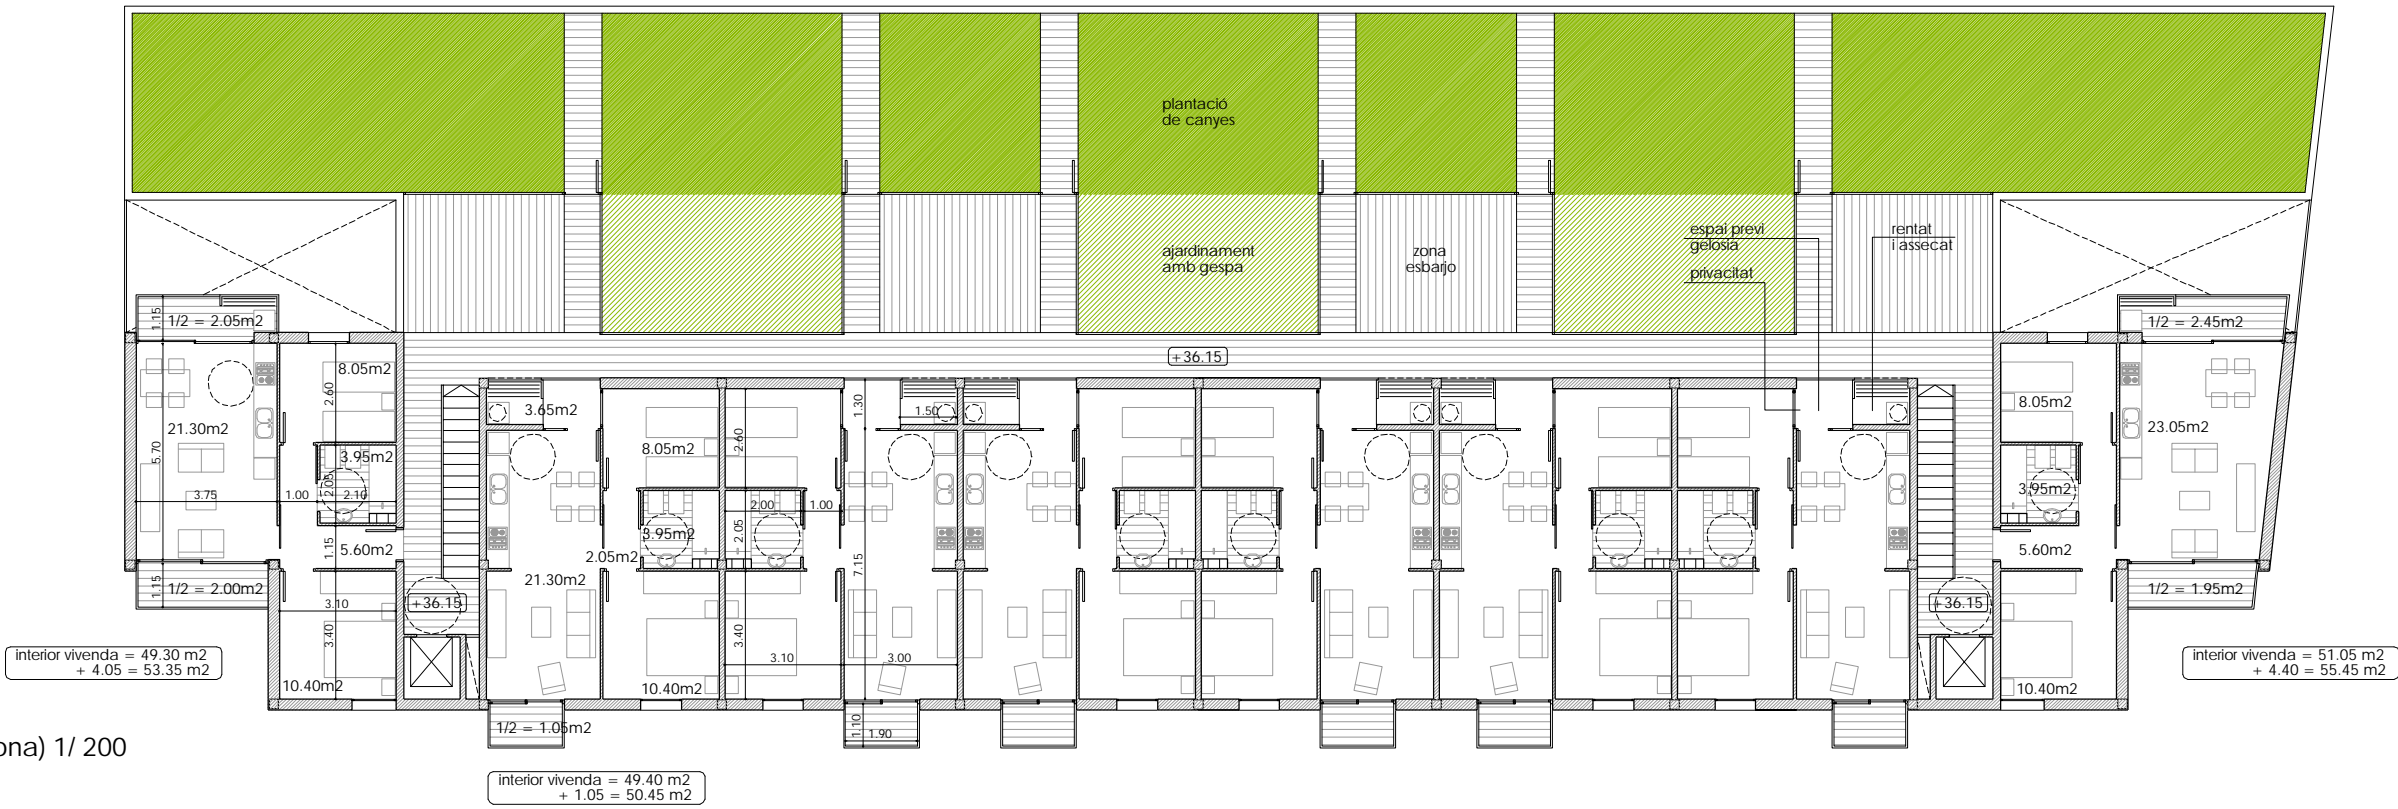 plantació
de canyes
ajardinament
amb gespa
zona
esbarjo
espai previ
gelosia
privacitat
rentat
i assecat
+36.15
1.15
1/2 = 2.05m2
8.05m2
2.60
21.30m2
5.70
3.95m2
2.05
3.75
1.00
2.10
5.60m2
1.15
1.15
1/2 = 2.00m2
3.10
3.40
10.40m2
+36.15
interior vivenda = 49.30 m2
+ 4.05 = 53.35 m2
3.65m2
8.05m2
2.60
1.30
1.50
3.95m2
2.00
1.00
2.05
2.05m2
21.30m2
7.15
3.40
3.10
3.00
10.40m2
1/2 = 1.05m2
1.10
1.90
interior vivenda = 49.40 m2
+ 1.05 = 50.45 m2
1/2 = 2.45m2
8.05m2
23.05m2
3.95m2
5.60m2
1/2 = 1.95m2
+36.15
10.40m2
interior vivenda = 51.05 m2
+ 4.40 = 55.45 m2
ona) 1/ 200